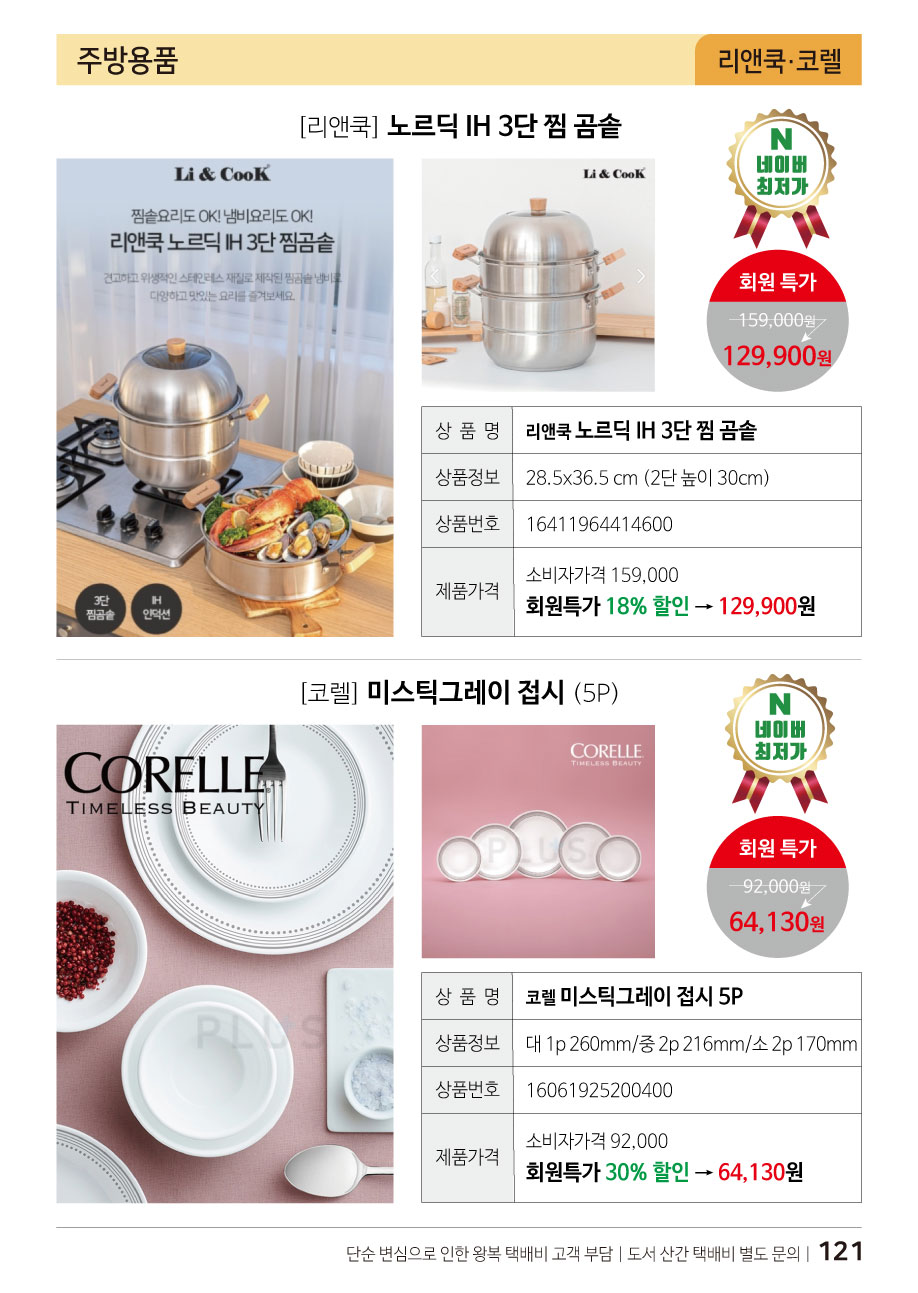 주방용품
리앤쿡·코렐
[리앤쿡] 노르딕 IH 3단 찜 곰솥
Li & CooK
찜솥요리도 OK! 냄비요리도 OK!
리앤쿡 노르딕 IH 3단 찜곰솥
견고하고 위생적인 스테인레스 재질로 제작된 찜곰솥 냄비로
다양하고 맛있는 요리를 즐겨보세요.
3단
찜곰솥
IH
인덕션
Li & CooK
N
네이버
최저가
회원 특가
159,000원
129,900원
상 품 명 리앤쿡 노르딕 IH 3단 찜 곰솥
상품정보 28.5x36.5 cm (2단 높이 30cm)
상품번호 16411964414600
제품가격 소비자가격 159,000
회원특가 18% 할인 → 129,900원
[코렐] 미스틱그레이 접시 (5P)
CORELLE
TIMELESS BEAUTY
PLUS
CORELLE
TIMELESS BEAUTY
PLUS
N
네이버
최저가
회원 특가
92,000원
64,130원
상 품 명 코렐 미스틱그레이 접시 5P
상품정보 대 1p 260mm/중 2p 216mm/소 2p 170mm
상품번호 16061925200400
제품가격 소비자가격 92,000
회원특가 30% 할인 → 64,130원
단순 변심으로 인한 왕복 택배비 고객 부담 | 도서 산간 택배비 별도 문의 | 121